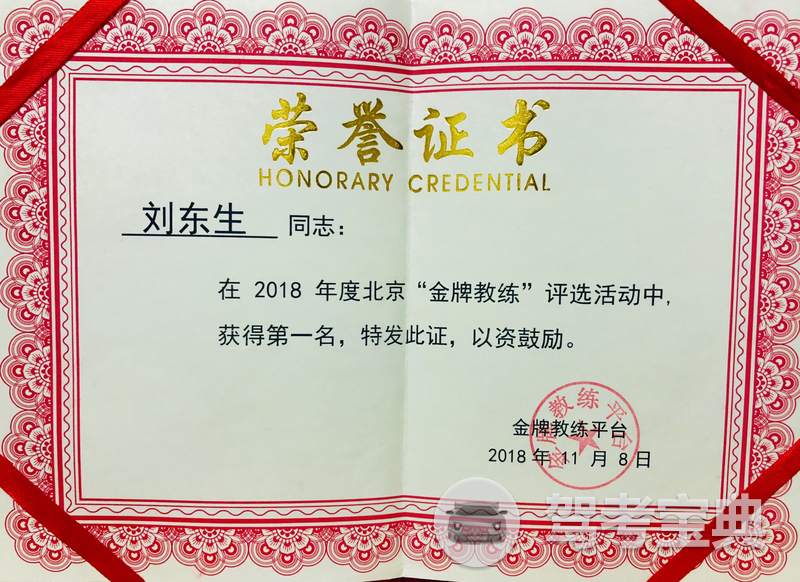 荣誉证书
HONORARY CREDENTIAL
刘东生 同志：
在 2018 年度北京“金牌教练”评选活动中，
获得第一名，特发此证，以资鼓励。
金牌教练平台
金牌教练平台
2018 年 11 月 8 日
驾考宝典